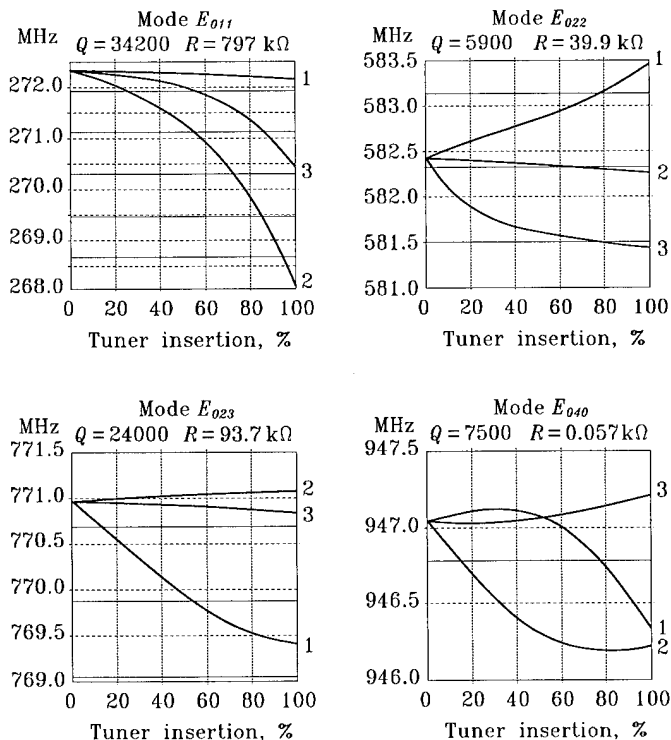 Mode E011
MHz
Q = 34200 R = 797 kΩ
272.0
271.0
270.0
269.0
268.0
1
3
2
0 20 40 60 80 100
Tuner insertion, %
Mode E022
MHz
Q = 5900 R = 39.9 kΩ
583.5
583.0
582.5
582.0
581.5
581.0
1
2
3
0 20 40 60 80 100
Tuner insertion, %
Mode E023
MHz
Q = 24000 R = 93.7 kΩ
771.5
771.0
770.5
770.0
769.5
769.0
2
3
1
0 20 40 60 80 100
Tuner insertion, %
Mode E040
MHz
Q = 7500 R = 0.057 kΩ
947.5
947.0
946.5
946.0
3
1
2
0 20 40 60 80 100
Tuner insertion, %